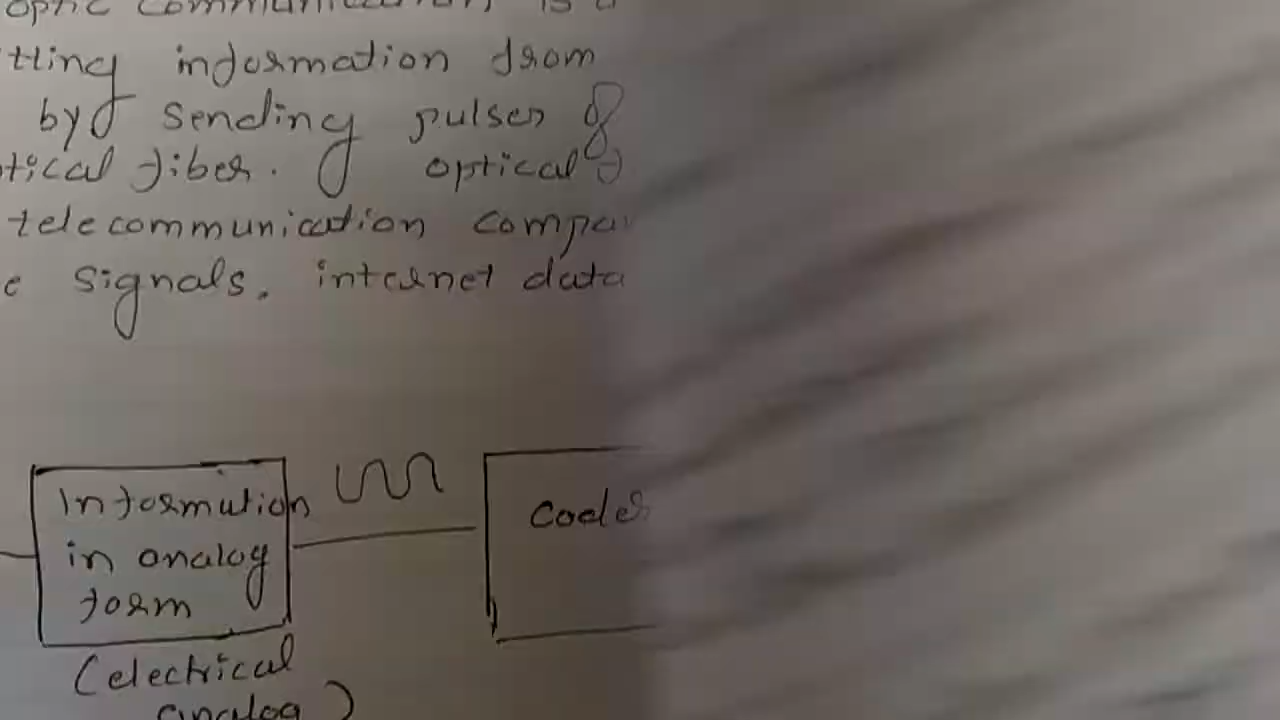 optic communication is a
tting information from
by sending pulses of
tical fiber. optical f
telecommunication compa
e signals, internet data
Information
in analog
form
(electrical
analog)
Coder